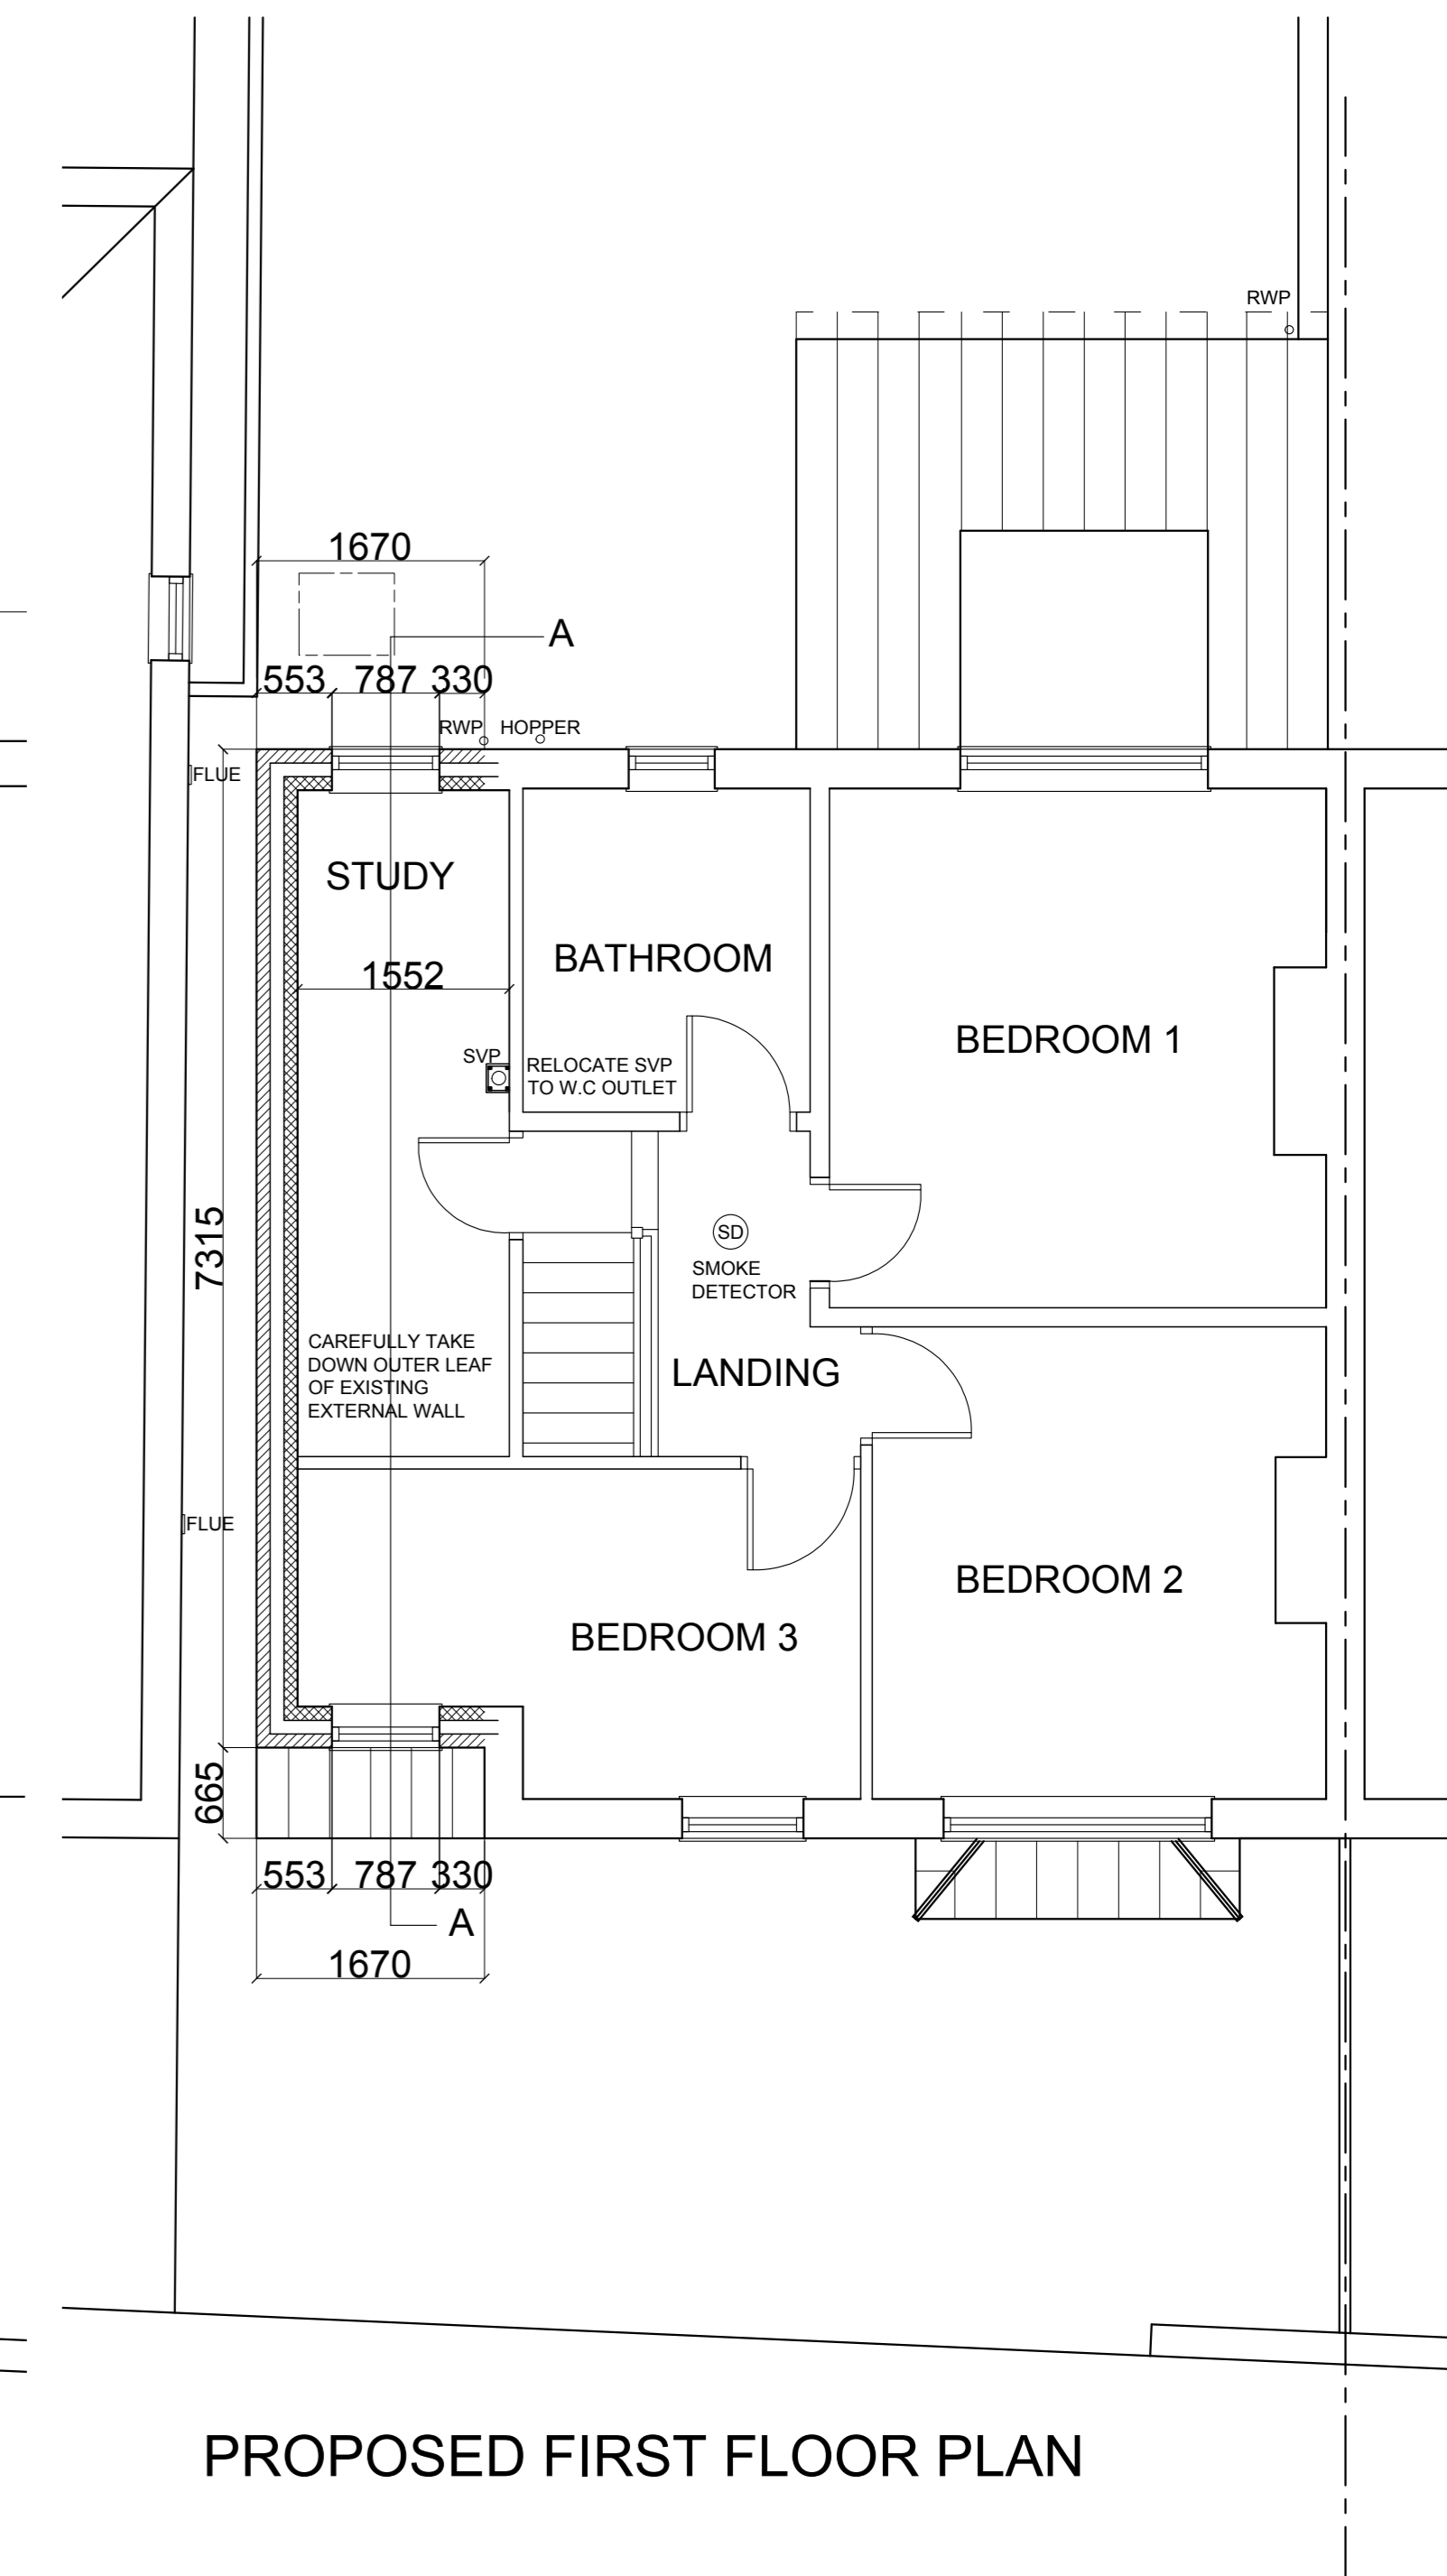 RWP
1670
A
553 787 330
RWP HOPPER
FLUE
STUDY
BATHROOM
1552
BEDROOM 1
SVP
RELOCATE SVP
TO W.C OUTLET
7315
SD
SMOKE
DETECTOR
CAREFULLY TAKE
DOWN OUTER LEAF
OF EXISTING
EXTERNAL WALL
LANDING
FLUE
BEDROOM 2
BEDROOM 3
665
553 787 330
A
1670
PROPOSED FIRST FLOOR PLAN